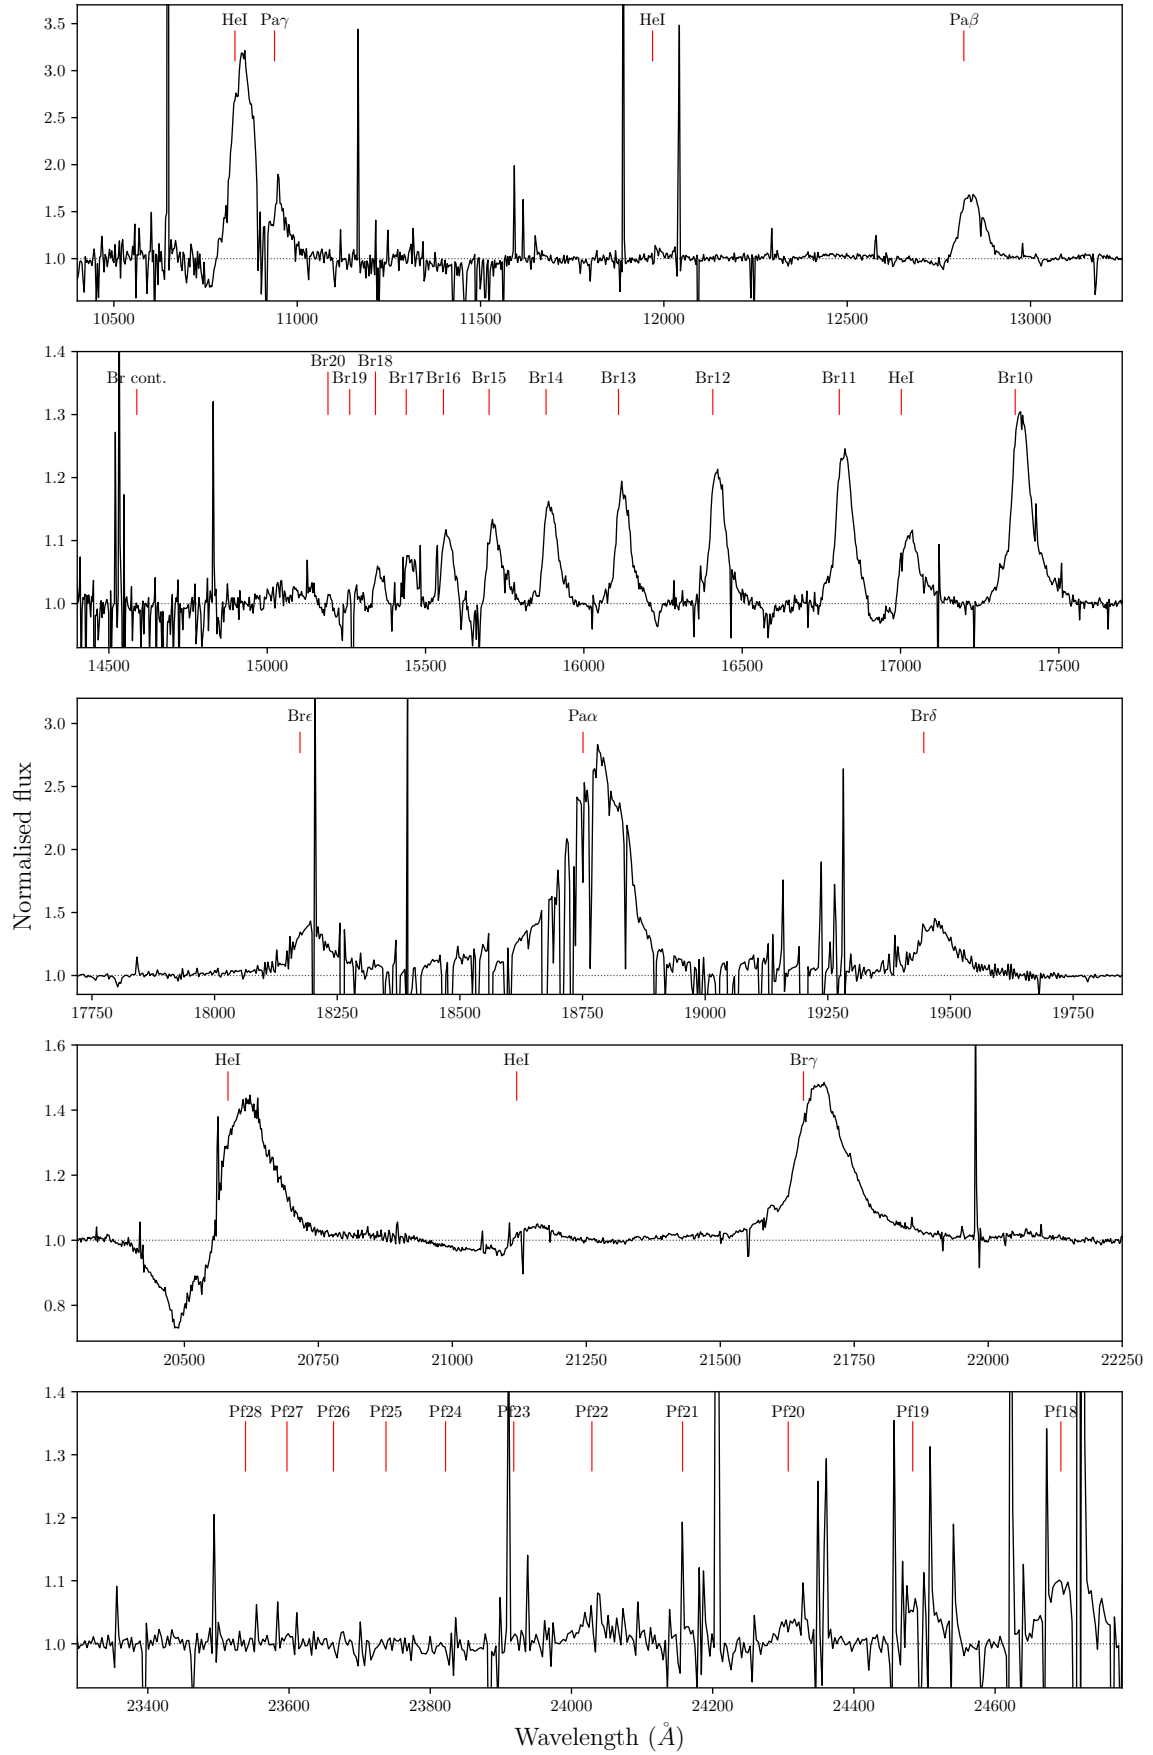 HeI Paγ HeI Paβ
3.5
3.0
2.5
2.0
1.5
1.0
10500 11000 11500 12000 12500 13000
Br20 Br18
Br cont. Br19 Br17 Br16 Br15 Br14 Br13 Br12 Br11 HeI Br10
1.4
1.3
1.2
1.1
1.0
14500 15000 15500 16000 16500 17000 17500
Brϵ Paα Brδ
3.0
2.5
2.0
1.5
1.0
17750 18000 18250 18500 18750 19000 19250 19500 19750
Normalised flux
HeI HeI Brγ
1.6
1.4
1.2
1.0
0.8
20500 20750 21000 21250 21500 21750 22000 22250
Pf28 Pf27 Pf26 Pf25 Pf24 Pf23 Pf22 Pf21 Pf20 Pf19 Pf18
1.4
1.3
1.2
1.1
1.0
23400 23600 23800 24000 24200 24400 24600
Wavelength (Å)